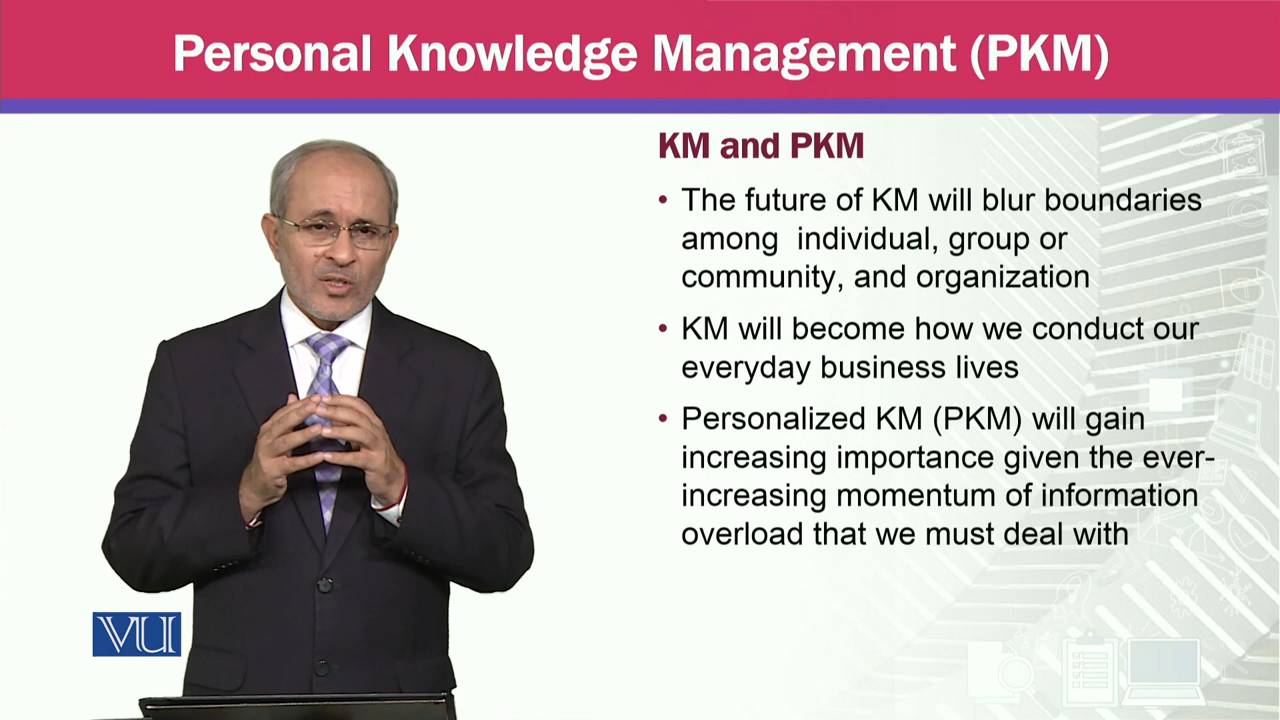 Personal Knowledge Management (PKM)
KM and PKM
• The future of KM will blur boundaries
among individual, group or
community, and organization
• KM will become how we conduct our
everyday business lives
• Personalized KM (PKM) will gain
increasing importance given the ever-
increasing momentum of information
overload that we must deal with
VU